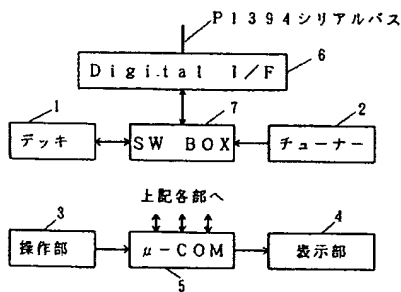 P1394シリアルバス
Digital I/F
6
1
7
2
デッキ
SW BOX
チューナー
上記各部へ
3
4
操作部
μ-COM
表示部
5